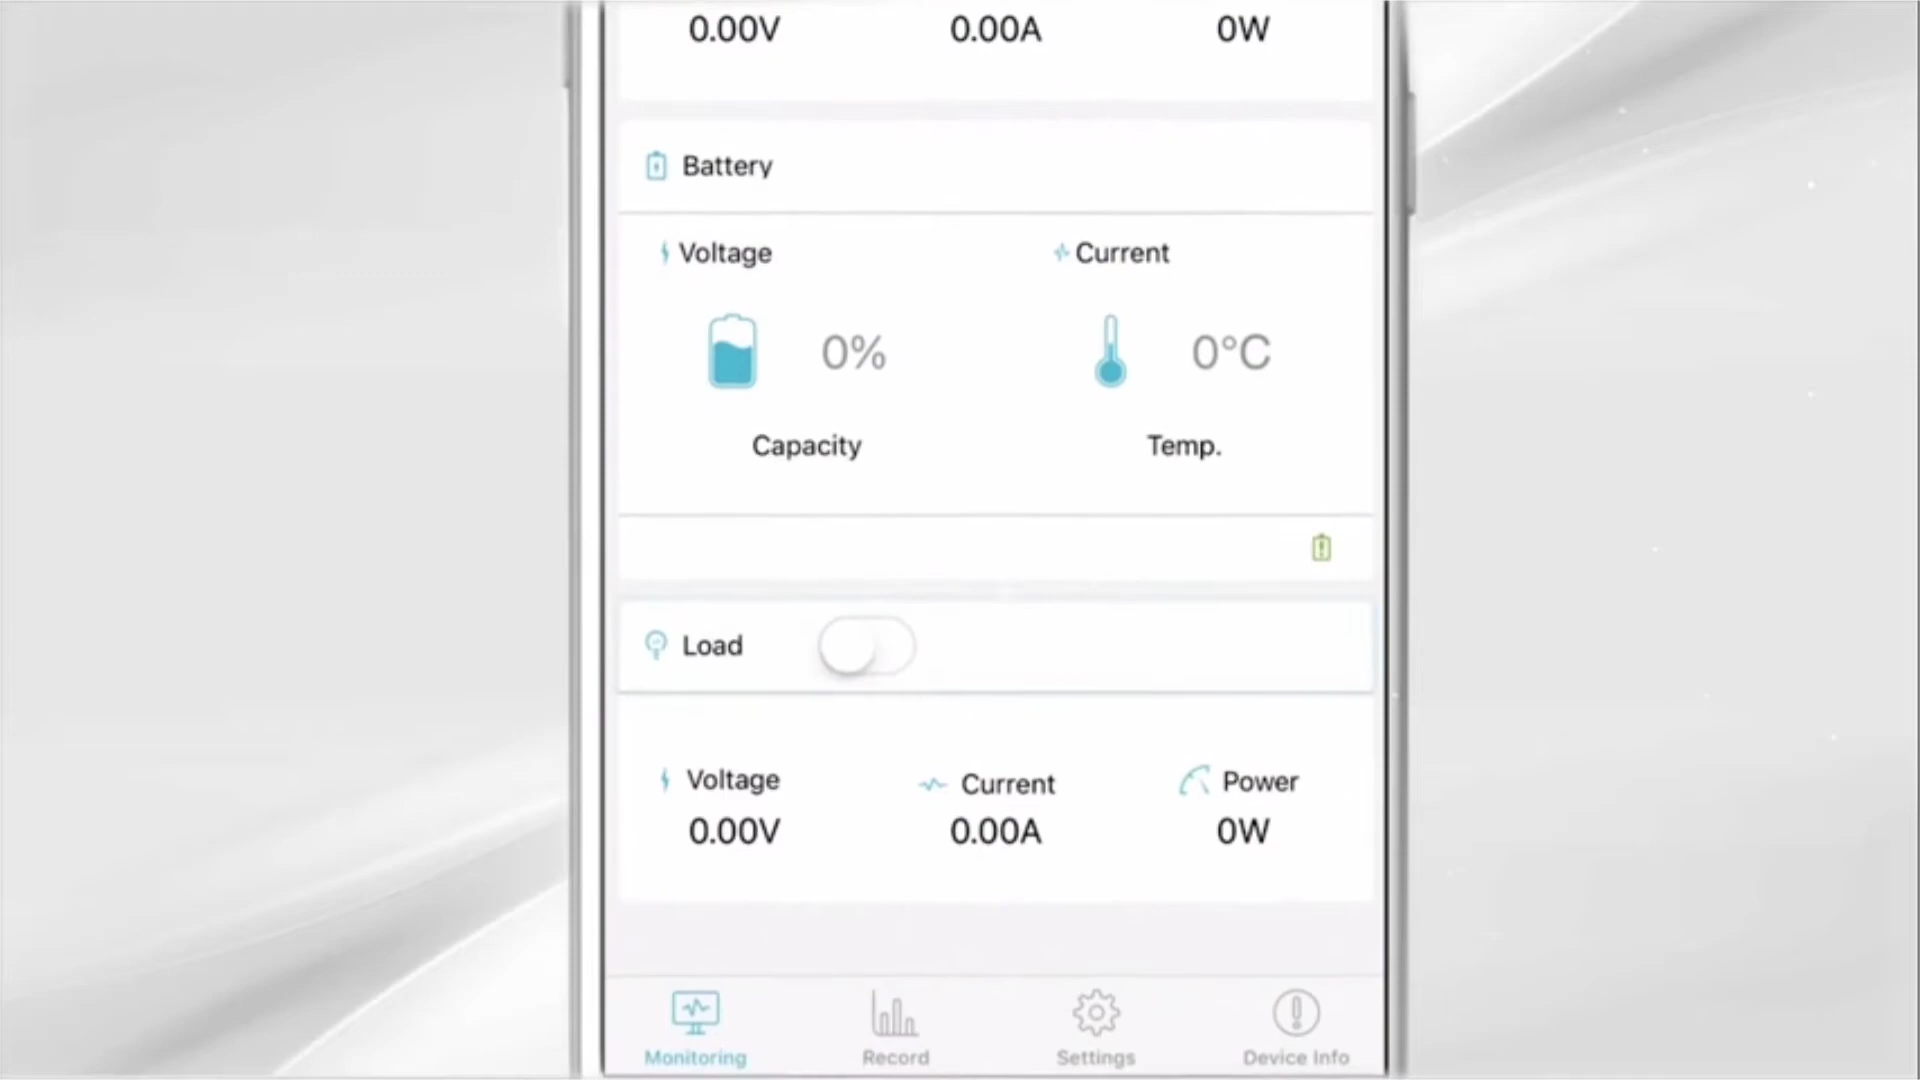 0.00V 0.00A 0W
Battery
Voltage Current
0% 0°C
Capacity Temp.
Load
Voltage Current Power
0.00V 0.00A 0W
Monitoring Record Settings Device Info